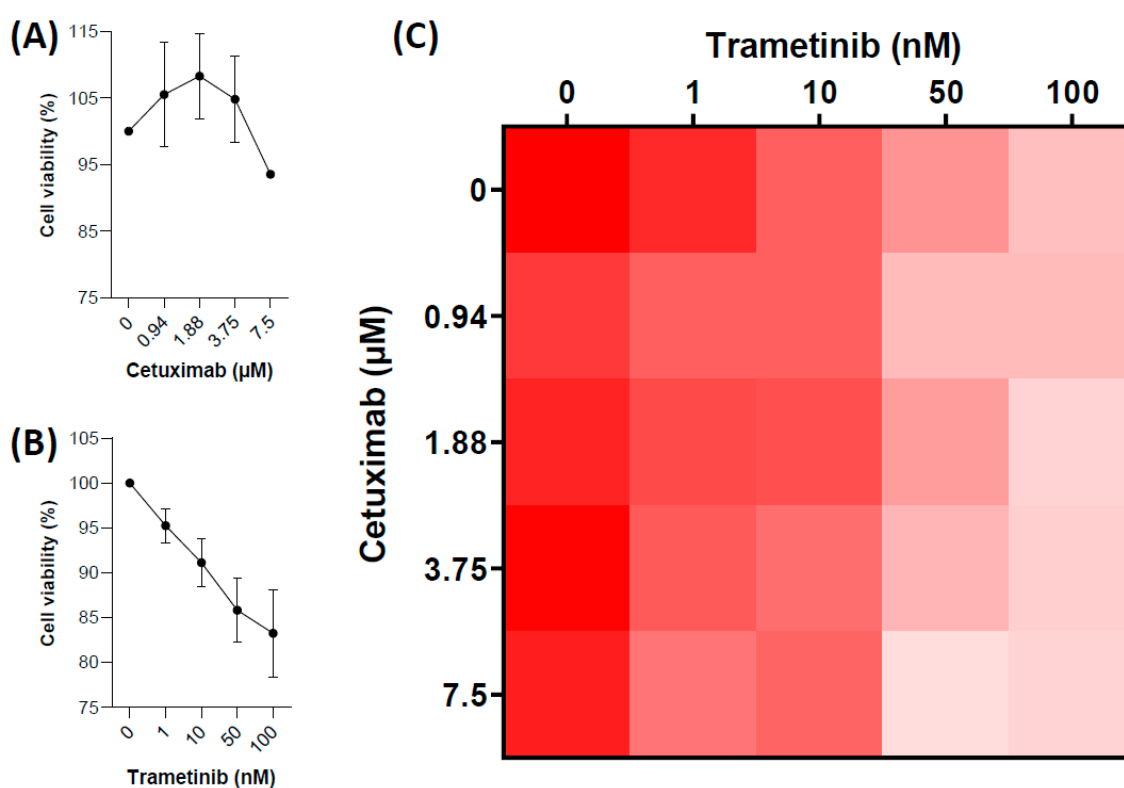 (A)
115
105
95
85
75
Cell viability (%)
0
0.94
1.88
3.75
7.5
Cetuximab (µM)
(B)
105
100
95
90
85
80
75
Cell viability (%)
0
1
10
50
100
Trametinib (nM)
(C)
Trametinib (nM)
0 1 10 50 100
Cetuximab (µM)
0
0.94
1.88
3.75
7.5